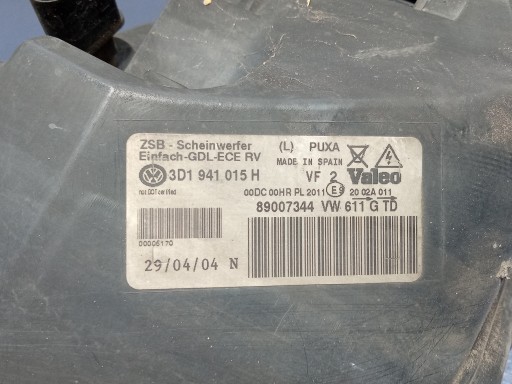 ZSB - Scheinwerfer (L) PUXA
Einfach-GDL-ECE RV MADE IN SPAIN
3D1 941 015 H VF 2 Valeo
not DOT certified 00DC 00HR PL 2011 E9 20 02A 011
89007344 VW 611 G TD
29/04/04 N